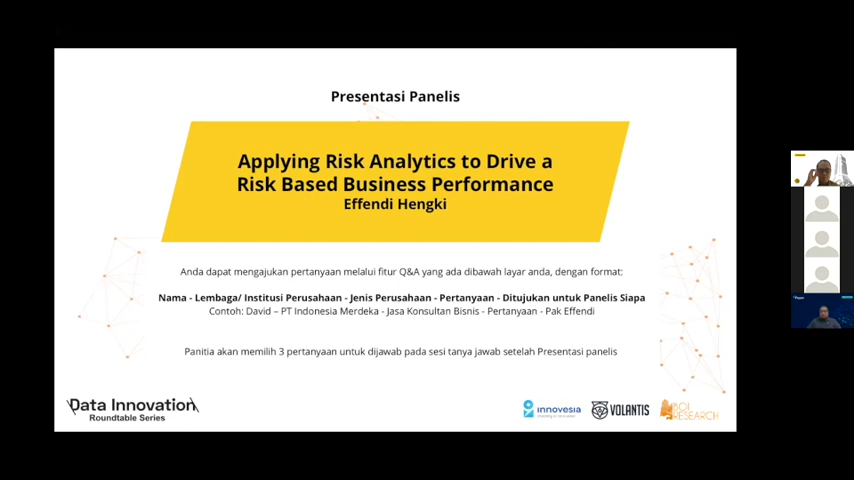 Presentasi Panelis
Applying Risk Analytics to Drive a
Risk Based Business Performance
Effendi Hengki
Anda dapat mengajukan pertanyaan melalui fitur Q&A yang ada dibawah layar anda, dengan format:
Nama - Lembaga/ Institusi Perusahaan - Jenis Perusahaan - Pertanyaan - Ditujukan untuk Panelis Siapa
Contoh: David – PT Indonesia Merdeka - Jasa Konsultan Bisnis - Pertanyaan - Pak Effendi
Panitia akan memilih 3 pertanyaan untuk dijawab pada sesi tanya jawab setelah Presentasi panelis
Data Innovation
Roundtable Series
innovesia
VOLANTIS
RESEARCH